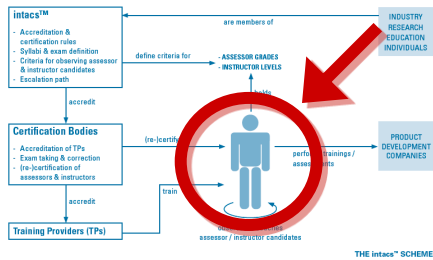 intacs™
- Accreditation &
certification rules
- Syllabi & exam definition
- Criteria for observing assessor
& instructor candidates
- Escalation path
are members of
INDUSTRY
RESEARCH
EDUCATION
INDIVIDUALS
define criteria for
- ASSESSOR GRADES
- INSTRUCTOR LEVELS
accredit
holds
Certification Bodies
- Accreditation of TPs
- Exam taking & correction
- (re-)certification of
assessors & instructors
(re-)certify
perform trainings /
assessments
PRODUCT
DEVELOPMENT
COMPANIES
accredit
train
Training Providers (TPs)
assessor / instructor candidates
THE intacs™ SCHEME